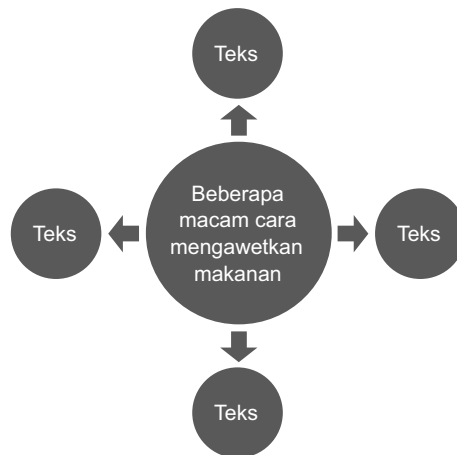 Teks
Beberapa
macam cara
mengawetkan
makanan
Teks
Teks
Teks